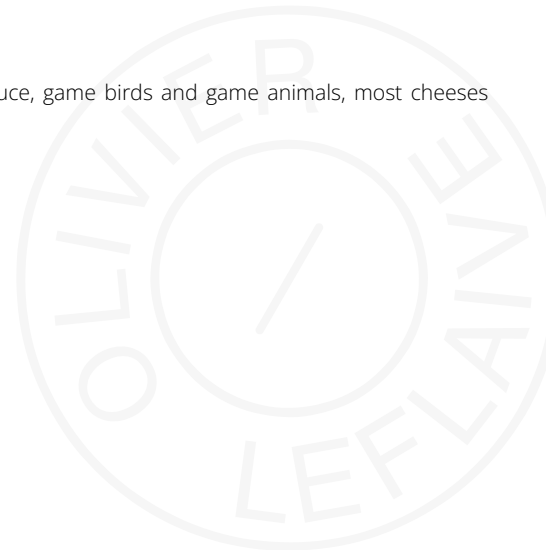 uce, game birds and game animals, most cheeses
OLIVIER
LEFLAIVE